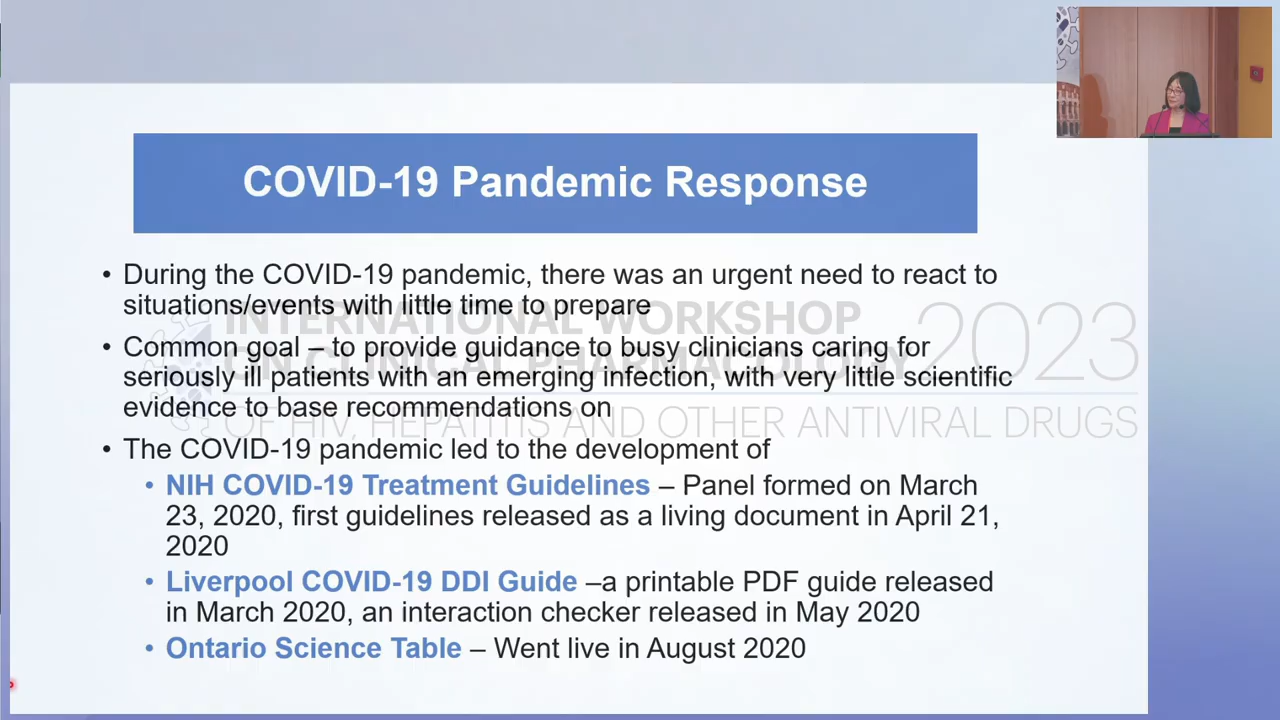 COVID-19 Pandemic Response
• During the COVID-19 pandemic, there was an urgent need to react to
situations/events with little time to prepare
• Common goal – to provide guidance to busy clinicians caring for
seriously ill patients with an emerging infection, with very little scientific
evidence to base recommendations on
• The COVID-19 pandemic led to the development of
• NIH COVID-19 Treatment Guidelines – Panel formed on March
23, 2020, first guidelines released as a living document in April 21,
2020
• Liverpool COVID-19 DDI Guide –a printable PDF guide released
in March 2020, an interaction checker released in May 2020
• Ontario Science Table – Went live in August 2020
INTERNATIONAL WORKSHOP
ON CLINICAL PHARMACOLOGY 2023
OF HIV, HEPATITIS AND OTHER ANTIVIRAL DRUGS